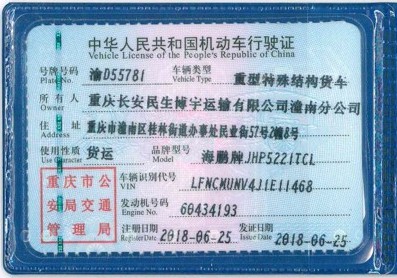 中华人民共和国机动车行驶证
Vehicle License of the People's Republic of China
号牌号码 渝D55781 车辆类型 重型特殊结构货车
Plate No. Vehicle Type
所有人 重庆长安民生博宇运输有限公司潼南分公司
Owner
住址 重庆市潼南区桂林街道办事处民业街57号2幢8号
Address
使用性质 货运 品牌型号 海鹏牌JHP5221TCL
Use Character Model
重庆市公安局交通管理局
车辆识别代号 LFNCMUNV4J1E11468
VIN
发动机号码 60434193
Engine No.
注册日期 2018-06-25 发证日期 2018-06-25
Register Date Issue Date